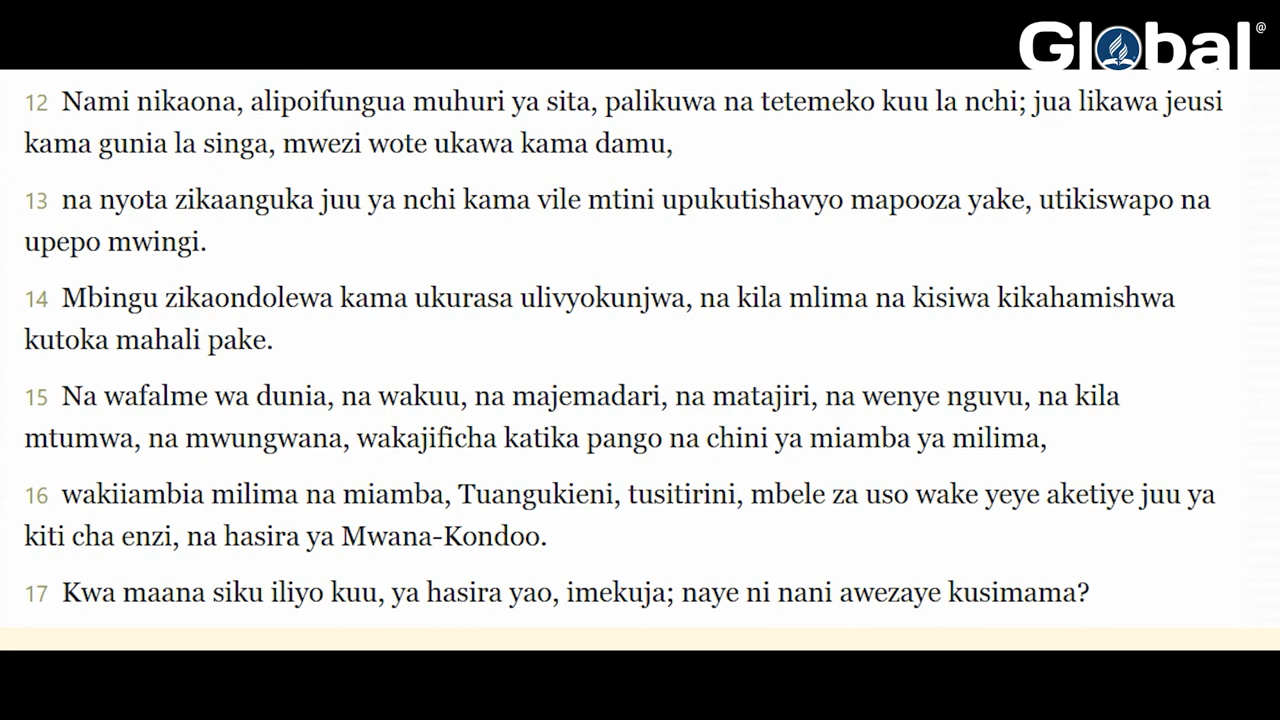 Global @
12 Nami nikaona, alipoifungua muhuri ya sita, palikuwa na tetemeko kuu la nchi; jua likawa jeusi
kama gunia la singa, mwezi wote ukawa kama damu,
13 na nyota zikaanguka juu ya nchi kama vile mtini upukutishavyo mapooza yake, utikiswapo na
upepo mwingi.
14 Mbingu zikaondolewa kama ukurasa ulivyokunjwa, na kila mlima na kisiwa kikahamishwa
kutoka mahali pake.
15 Na wafalme wa dunia, na wakuu, na majemadari, na matajiri, na wenye nguvu, na kila
mtumwa, na mwungwana, wakajificha katika pango na chini ya miamba ya milima,
16 wakiiambia milima na miamba, Tuangukieni, tusitirini, mbele za uso wake yeye aketiye juu ya
kiti cha enzi, na hasira ya Mwana-Kondoo.
17 Kwa maana siku iliyo kuu, ya hasira yao, imekuja; naye ni nani awezaye kusimama?